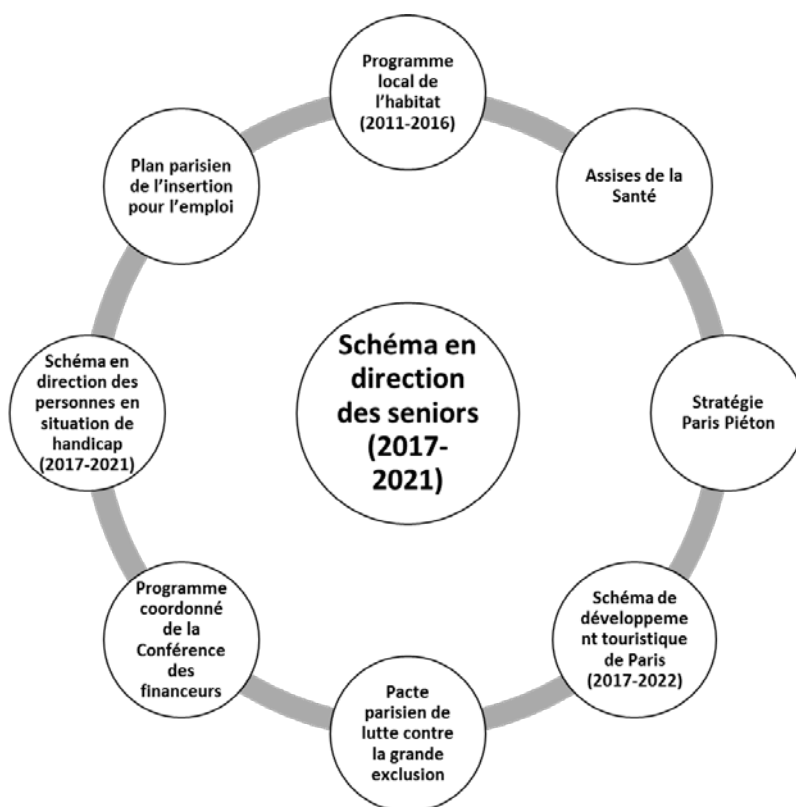 Programme
local de
l'habitat
(2011-2016)
Assises de la
Santé
Stratégie
Paris Piéton
Schéma de
développeme
nt touristique
de Paris
(2017-2022)
Pacte
parisien de
lutte contre
la grande
exclusion
Programme
coordonné
de la
Conférence
des
financeurs
Schéma en
direction des
personnes en
situation de
handicap
(2017-2021)
Plan parisien
de l'insertion
pour l'emploi
Schéma en
direction
des seniors
(2017-
2021)